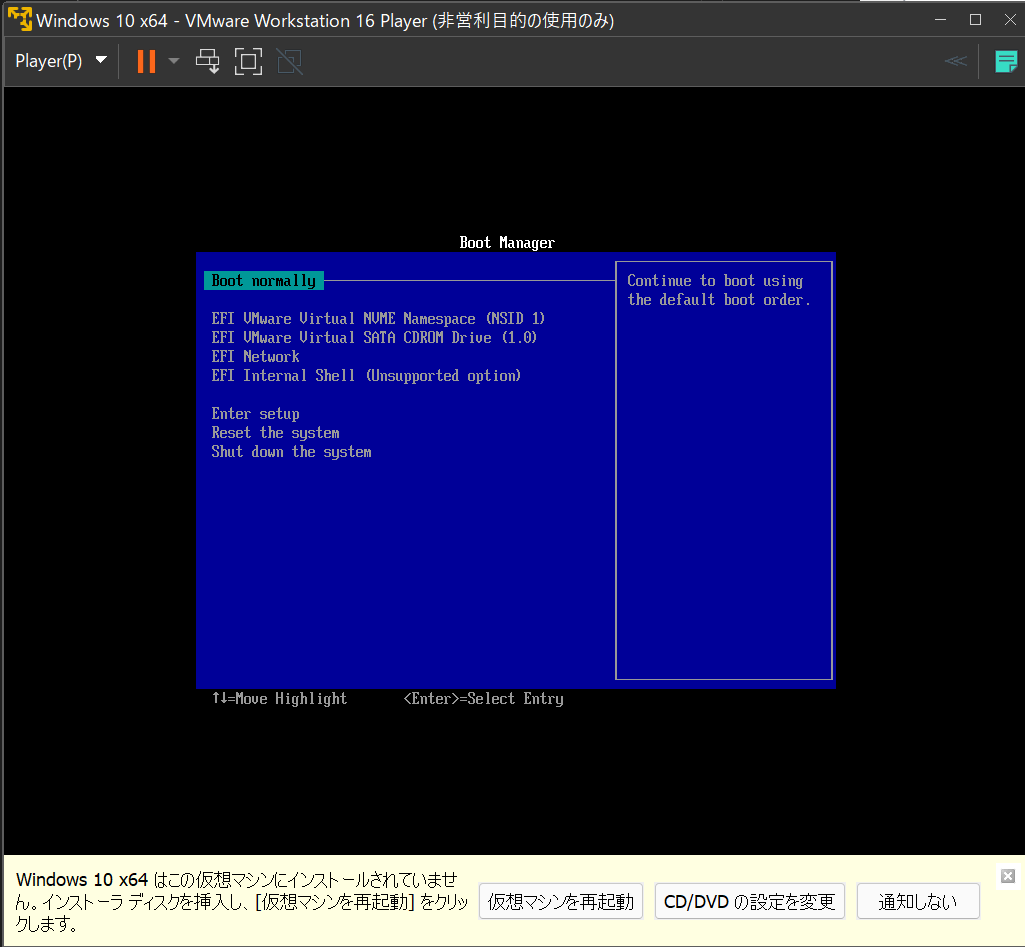 Windows 10 x64 - VMware Workstation 16 Player (非営利目的の使用のみ)
Player(P)
Boot Manager
Boot normally
EFI VMware Virtual NVME Namespace (NSID 1)
EFI VMware Virtual SATA CDROM Drive (1.0)
EFI Network
EFI Internal Shell (Unsupported option)
Enter setup
Reset the system
Shut down the system
Continue to boot using
the default boot order.
↑↓=Move Highlight <Enter>=Select Entry
Windows 10 x64 はこの仮想マシンにインストールされていませ
ん。インストーラ ディスクを挿入し、[仮想マシンを再起動] をクリッ
クします。
仮想マシンを再起動
CD/DVD の設定を変更
通知しない